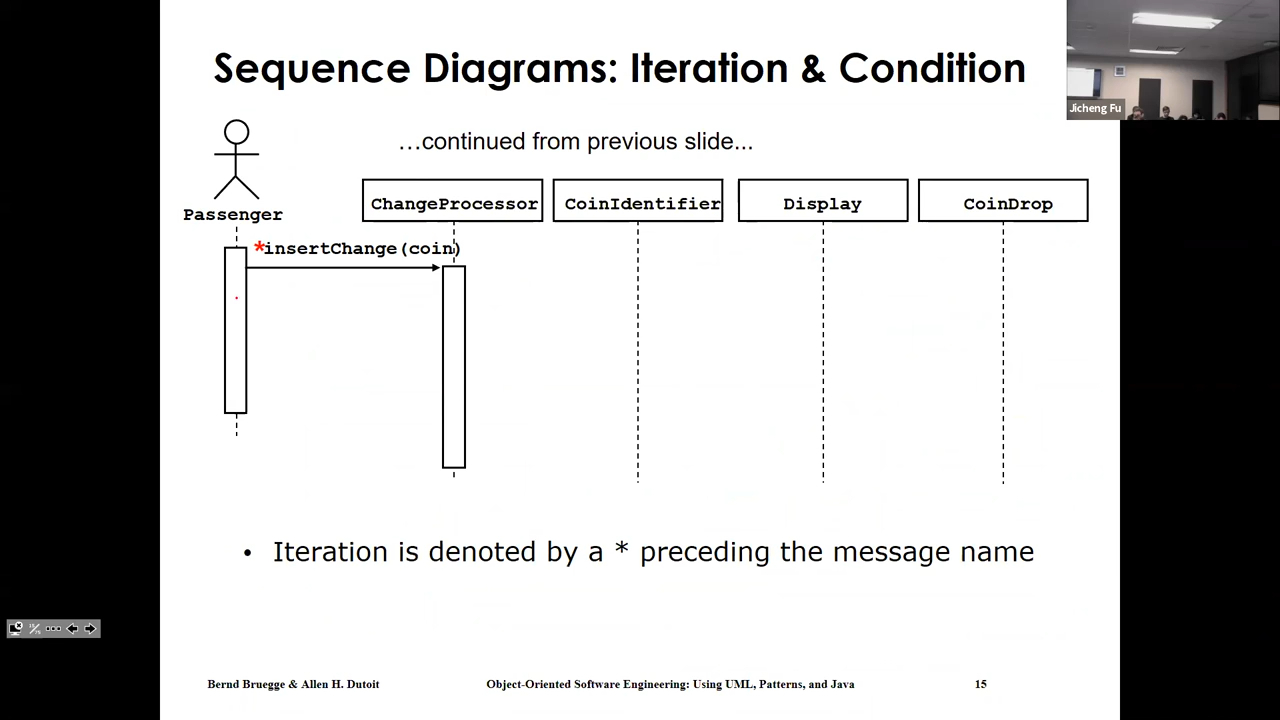 Sequence Diagrams: Iteration & Condition
Jicheng Fu
…continued from previous slide...
Passenger
ChangeProcessor
CoinIdentifier
Display
CoinDrop
*insertChange(coin)
• Iteration is denoted by a * preceding the message name
Bernd Bruegge & Allen H. Dutoit
Object-Oriented Software Engineering: Using UML, Patterns, and Java
15